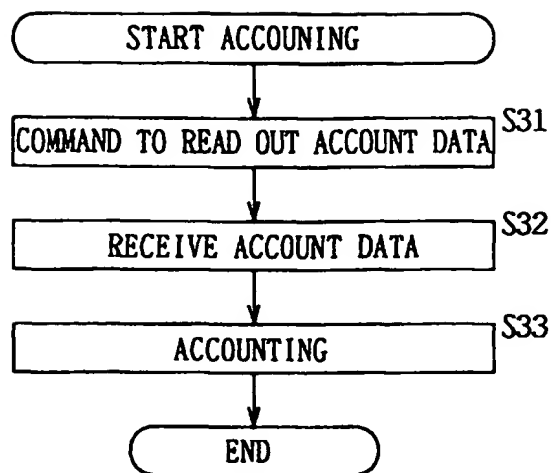 START ACCOUNING
COMMAND TO READ OUT ACCOUNT DATA
S31
RECEIVE ACCOUNT DATA
S32
ACCOUNTING
S33
END